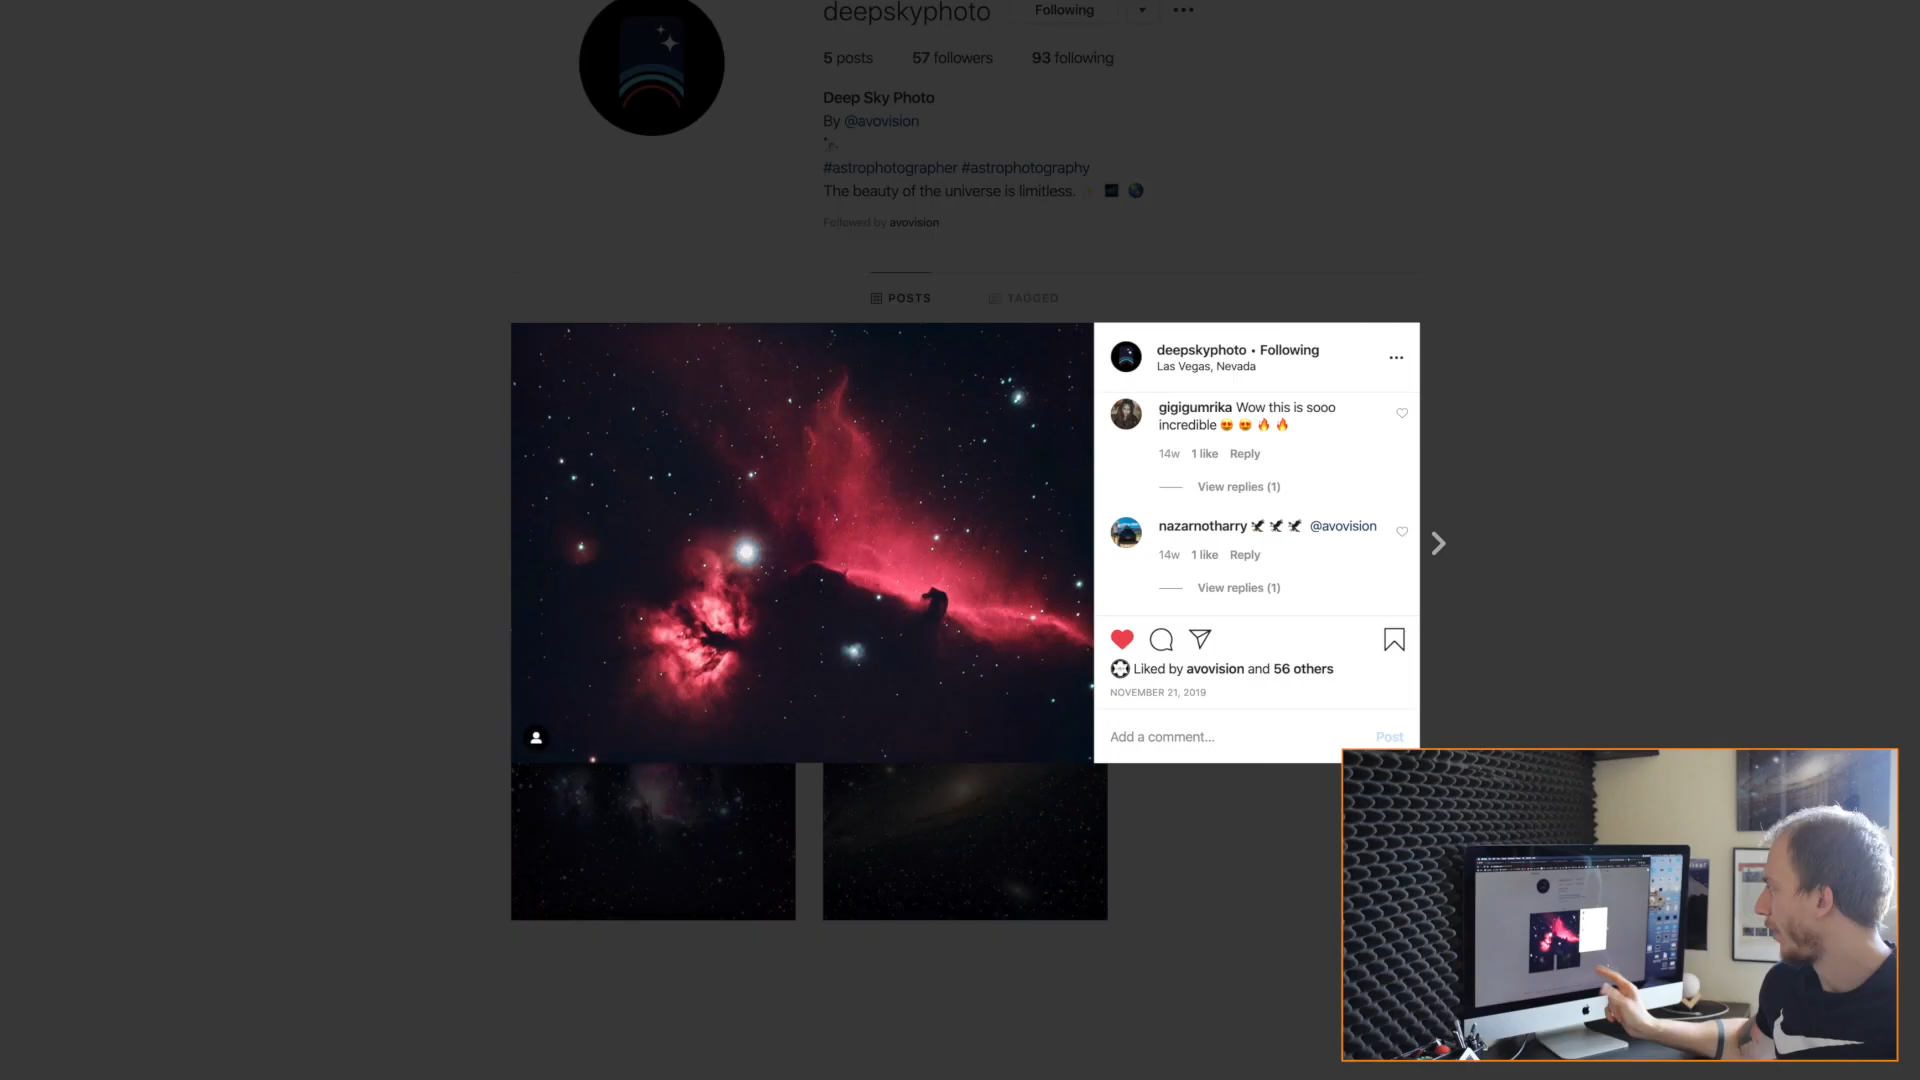 deepskyphoto Following
5 posts 57 followers 93 following
Deep Sky Photo
By @avovision
#astrophotographer #astrophotography
The beauty of the universe is limitless.
Followed by avovision
POSTS TAGGED
deepskyphoto • Following
Las Vegas, Nevada
gigigumrika Wow this is sooo
incredible 😍 😍 🔥 🔥
14w 1 like Reply
View replies (1)
nazarnotharry @avovision
14w 1 like Reply
View replies (1)
Liked by avovision and 56 others
NOVEMBER 21, 2019
Add a comment... Post